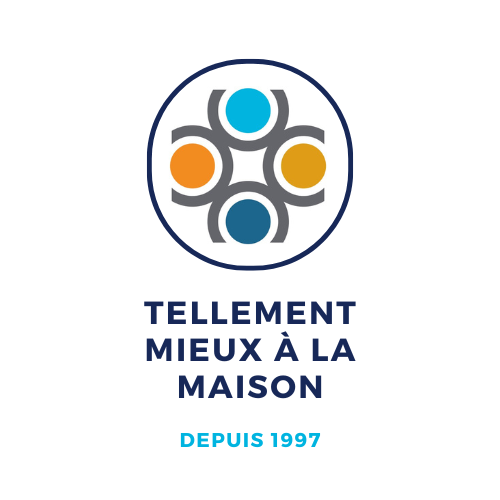 TELLEMENT
MIEUX À LA
MAISON
DEPUIS 1997